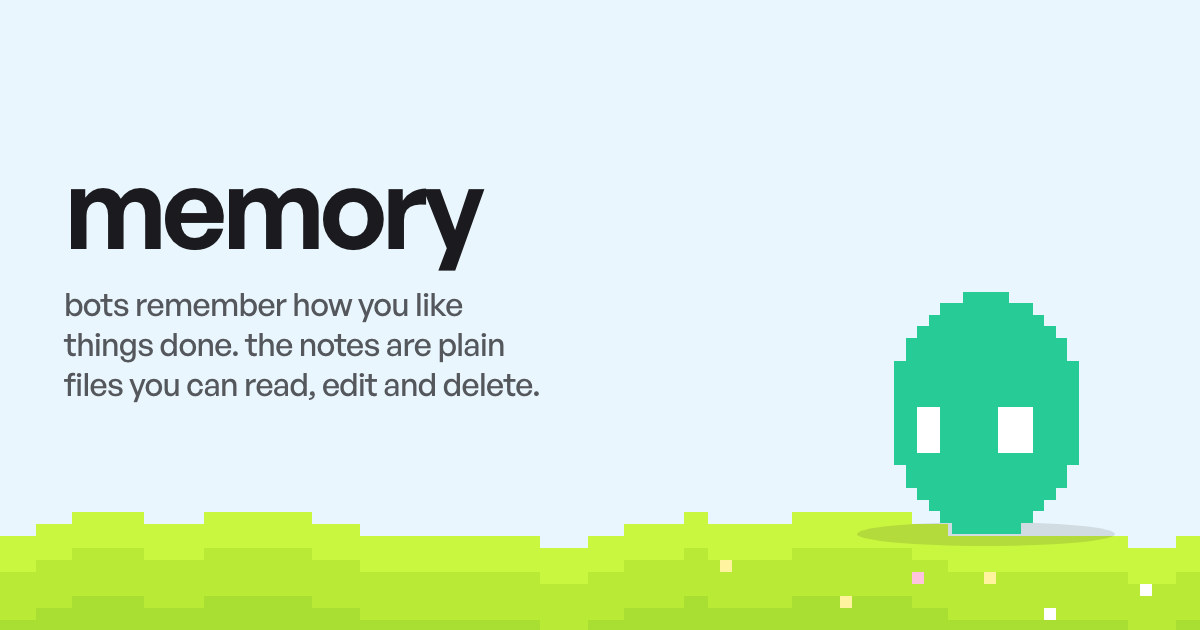 memory
bots remember how you like
things done. the notes are plain
files you can read, edit and delete.